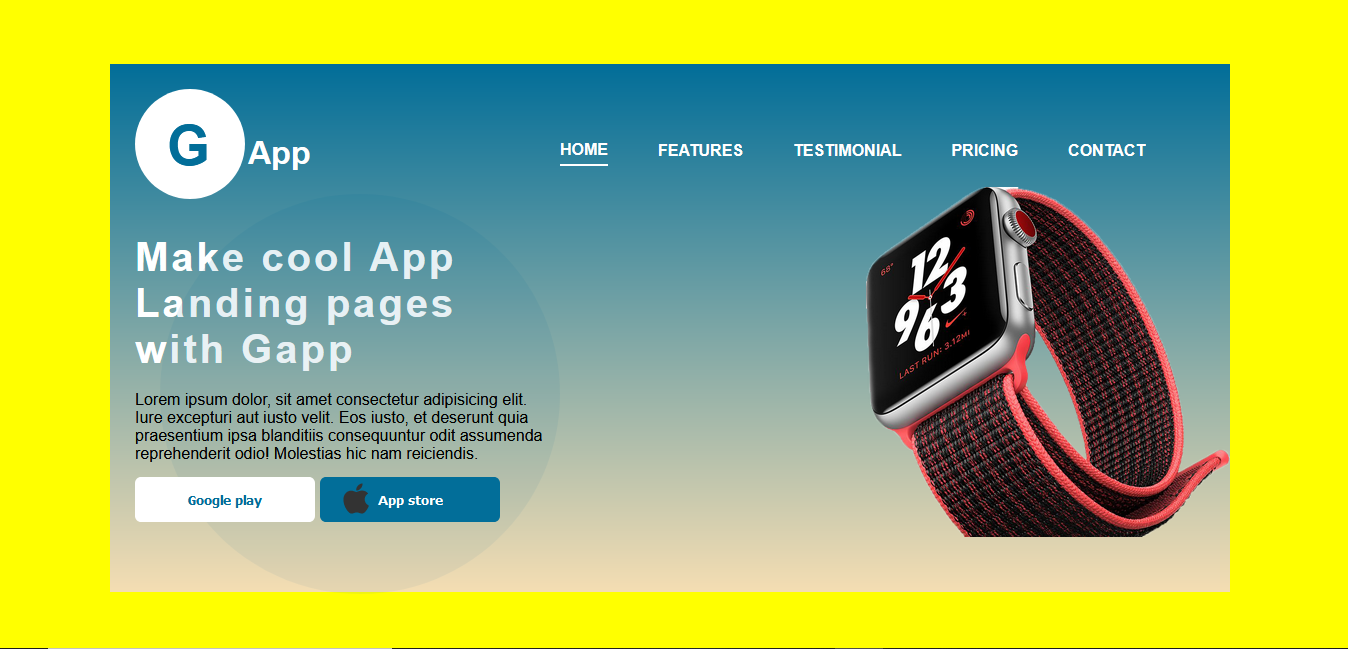 G App
HOME FEATURES TESTIMONIAL PRICING CONTACT
Make cool App
Landing pages
with Gapp
Lorem ipsum dolor, sit amet consectetur adipisicing elit.
Iure excepturi aut iusto velit. Eos iusto, et deserunt quia
praesentium ipsa blanditiis consequuntur odit assumenda
reprehenderit odio! Molestias hic nam reiciendis.
Google play
App store
68°
12
3
9 6
LAST RUN: 3.12MI